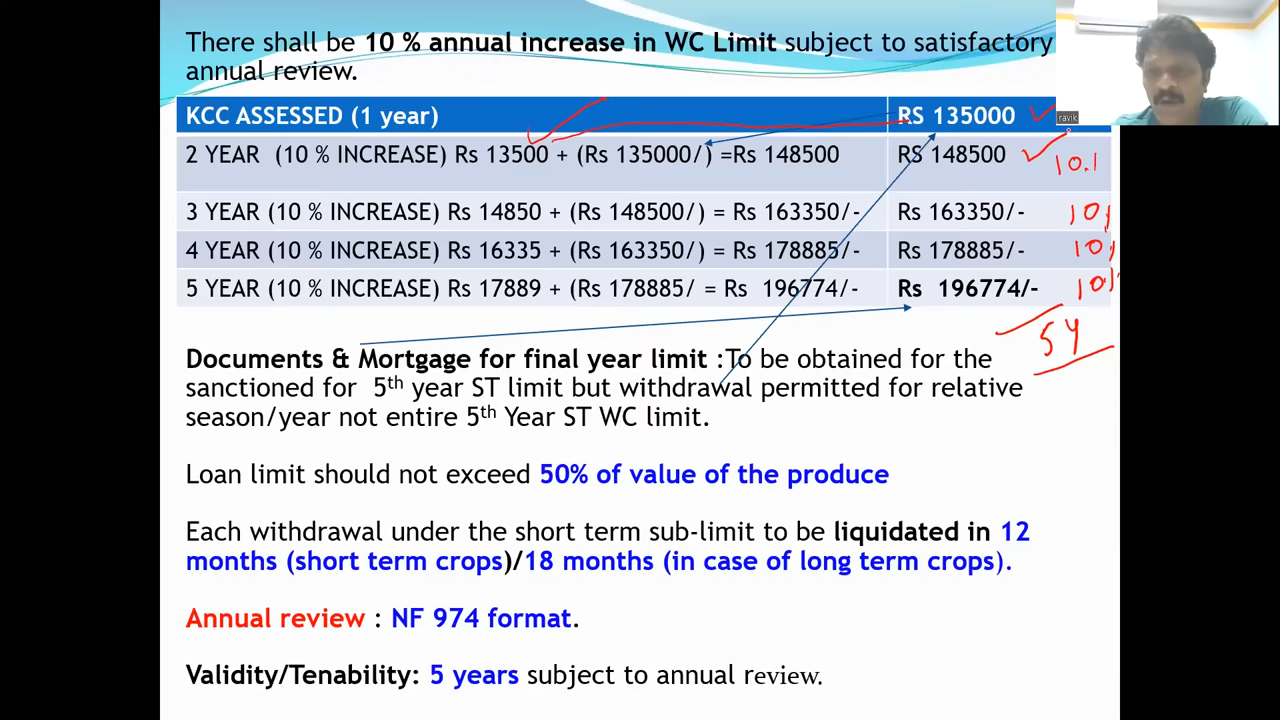 There shall be 10 % annual increase in WC Limit subject to satisfactory
annual review.
KCC ASSESSED (1 year) RS 135000
ravik
2 YEAR (10 % INCREASE) Rs 13500 + (Rs 135000/) =Rs 148500 RS 148500 10.1
3 YEAR (10 % INCREASE) Rs 14850 + (Rs 148500/) = Rs 163350/- Rs 163350/- 10
4 YEAR (10 % INCREASE) Rs 16335 + (Rs 163350/) = Rs 178885/- Rs 178885/- 10
5 YEAR (10 % INCREASE) Rs 17889 + (Rs 178885/ = Rs 196774/- Rs 196774/- 10
5Y
Documents & Mortgage for final year limit :To be obtained for the
sanctioned for 5th year ST limit but withdrawal permitted for relative
season/year not entire 5th Year ST WC limit.
Loan limit should not exceed 50% of value of the produce
Each withdrawal under the short term sub-limit to be liquidated in 12
months (short term crops)/18 months (in case of long term crops).
Annual review : NF 974 format.
Validity/Tenability: 5 years subject to annual review.